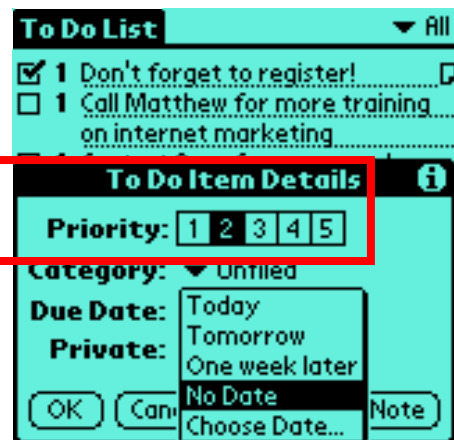 To Do List All
1 Don't forget to register!
1 Call Matthew for more training
on internet marketing
To Do Item Details
Priority: 1 2 3 4 5
Category: Unfiled
Due Date: Today
Tomorrow
Private:
One week later
No Date
OK Note
Choose Date...